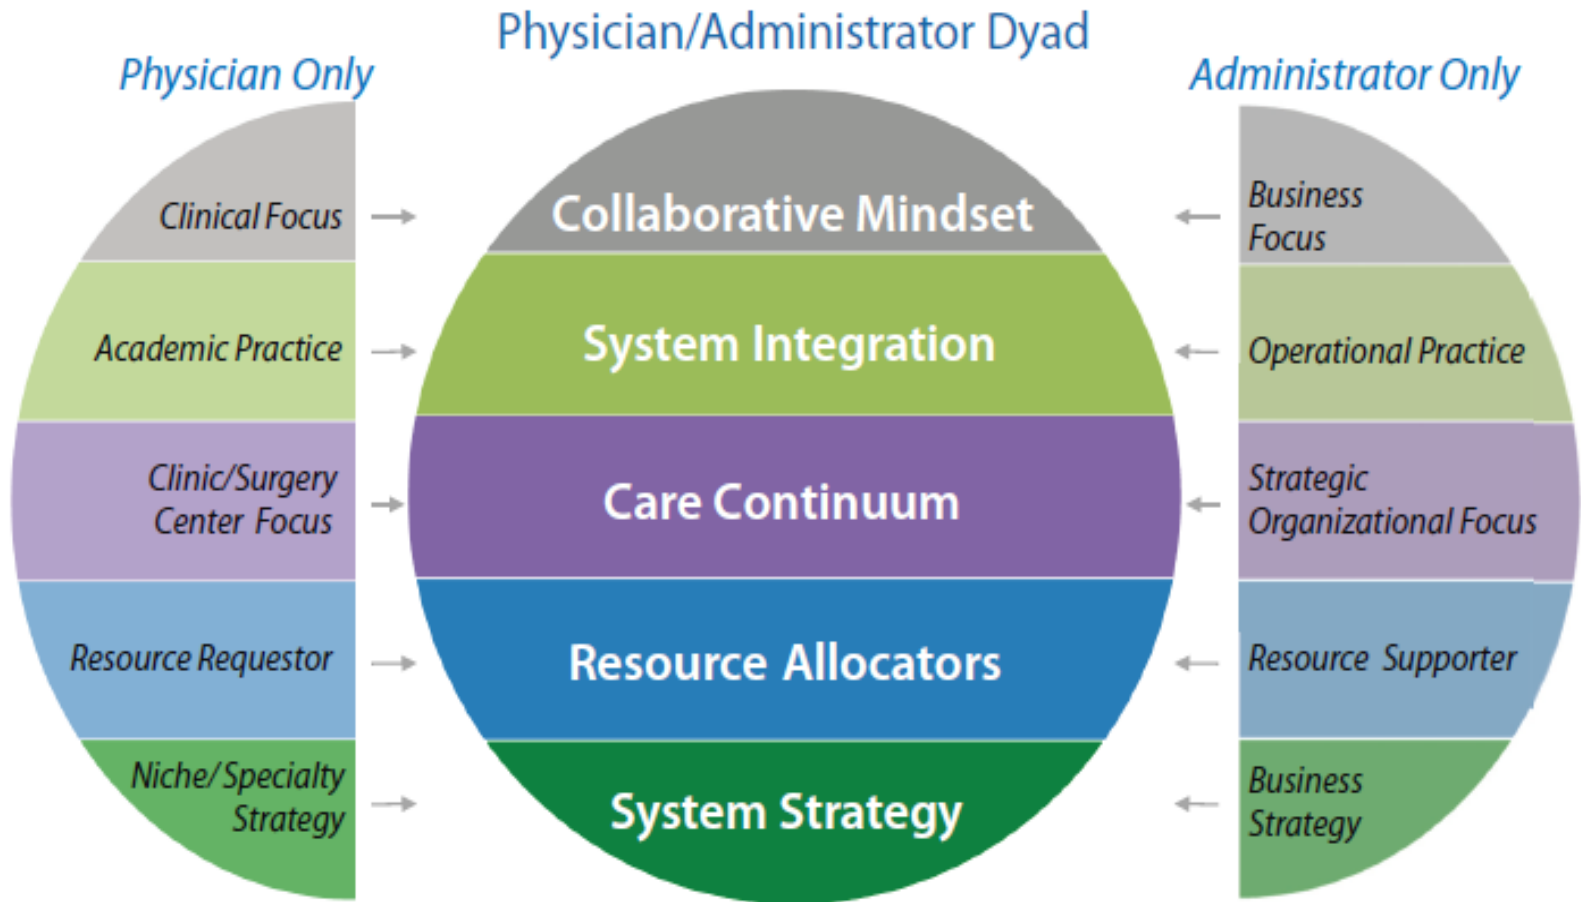 Physician/Administrator Dyad
Physician Only
Administrator Only
Clinical Focus
Collaborative Mindset
Business
Focus
Academic Practice
System Integration
Operational Practice
Clinic/Surgery
Center Focus
Care Continuum
Strategic
Organizational Focus
Resource Requestor
Resource Allocators
Resource Supporter
Niche/Specialty
Strategy
System Strategy
Business
Strategy